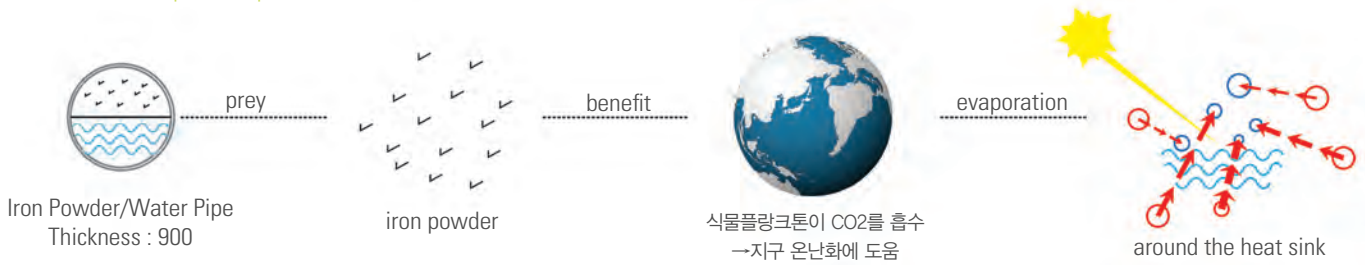 prey
benefit
evaporation
Iron Powder/Water Pipe
Thickness : 900
iron powder
식물플랑크톤이 CO2를 흡수
→지구 온난화에 도움
around the heat sink